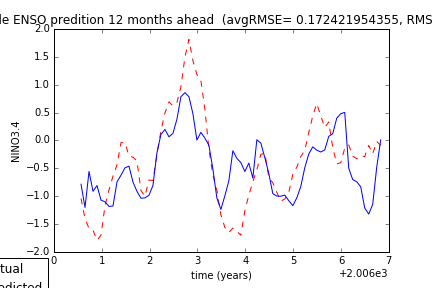 le ENSO predition 12 months ahead (avgRMSE= 0.172421954355, RMS
2.0
1.5
1.0
0.5
0.0
−0.5
−1.0
−1.5
−2.0
NINO3.4
0 1 2 3 4 5 6 7
time (years)
+2.006e3
tual
edicted